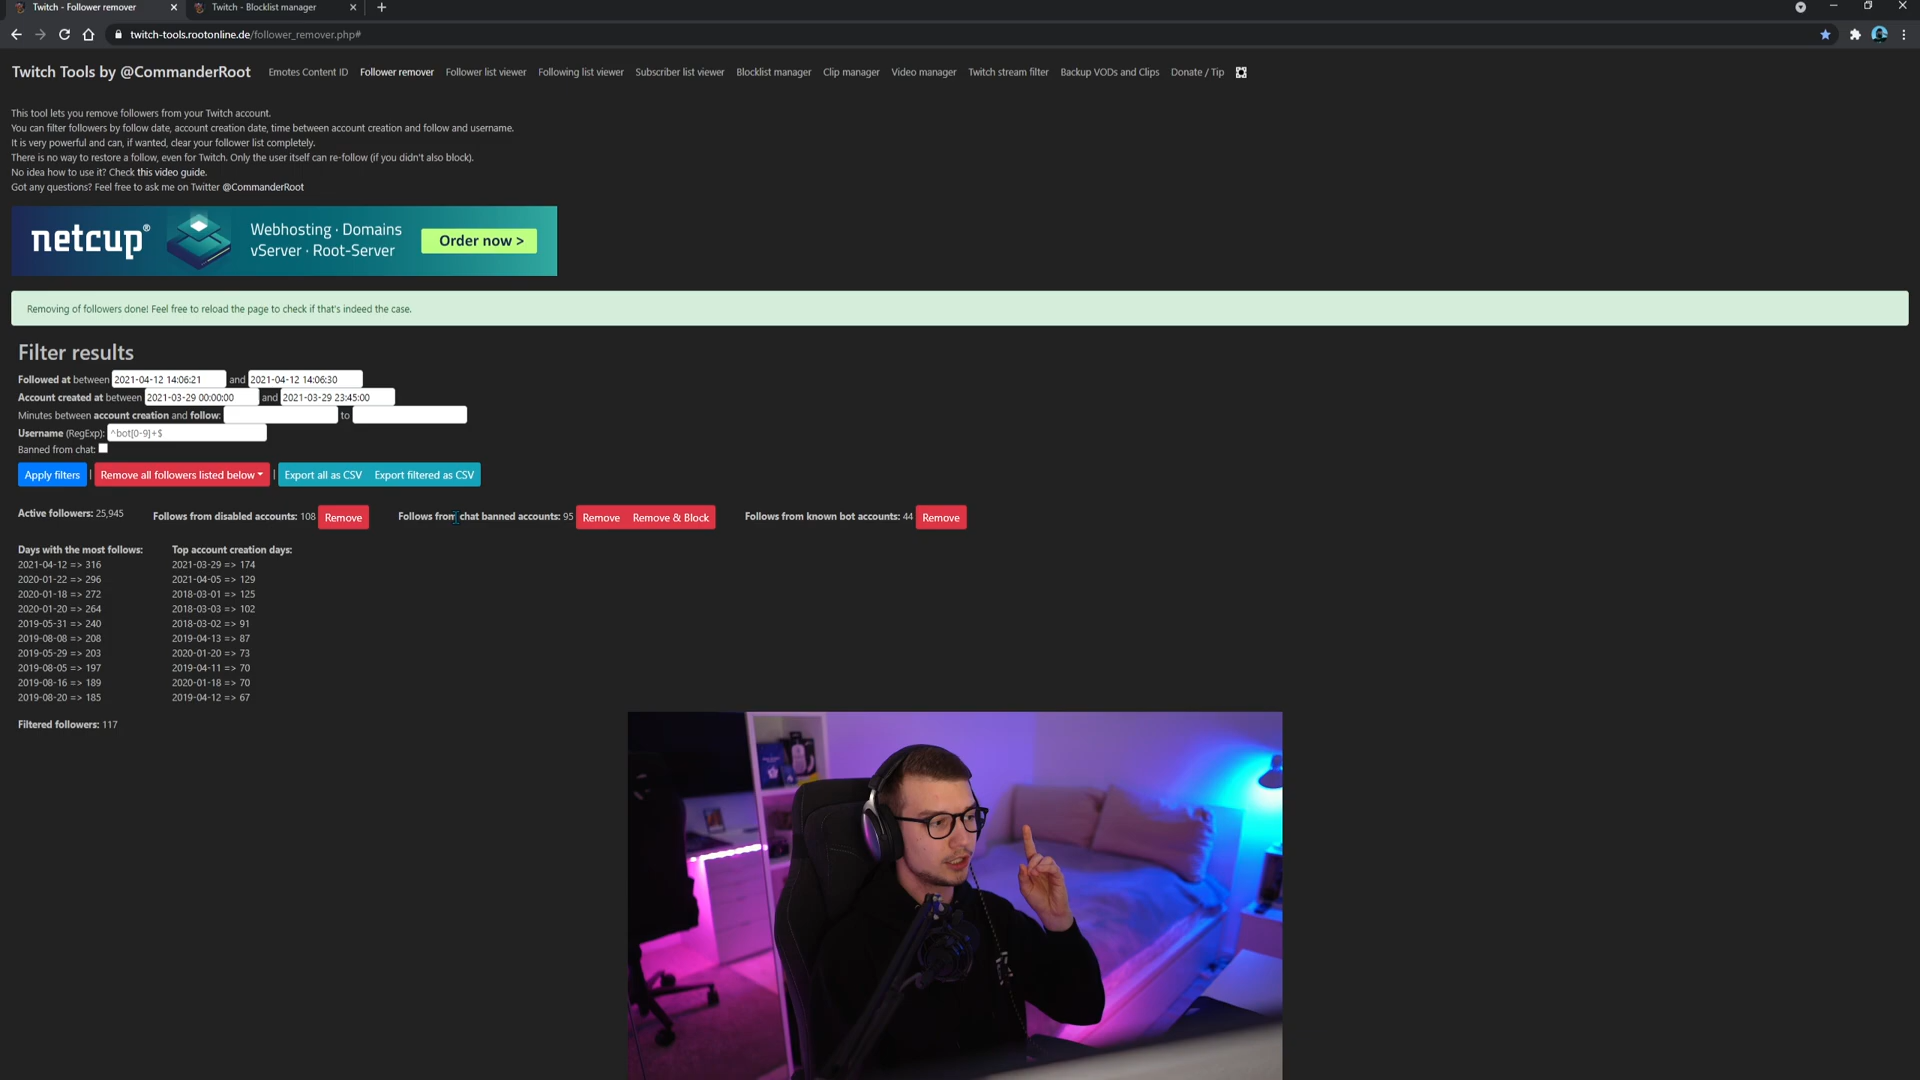 Twitch - Follower remover
Twitch - Blocklist manager
twitch-tools.rootonline.de/follower_remover.php#
Twitch Tools by @CommanderRoot Emotes Content ID Follower remover Follower list viewer Following list viewer Subscriber list viewer Blocklist manager Clip manager Video manager Twitch stream filter Backup VODs and Clips Donate / Tip
This tool lets you remove followers from your Twitch account.
You can filter followers by follow date, account creation date, time between account creation and follow and username.
It is very powerful and can, if wanted, clear your follower list completely.
There is no way to restore a follow, even for Twitch. Only the user itself can re-follow (if you didn't also block).
No idea how to use it? Check this video guide.
Got any questions? Feel free to ask me on Twitter @CommanderRoot
netcup®
Webhosting · Domains
vServer · Root-Server
Order now >
Removing of followers done! Feel free to reload the page to check if that's indeed the case.
Filter results
Followed at between 2021-04-12 14:06:21 and 2021-04-12 14:06:30
Account created at between 2021-03-29 00:00:00 and 2021-03-29 23:45:00
Minutes between account creation and follow: to
Username (RegExp): ^bot[0-9]+$
Banned from chat:
Apply filters | Remove all followers listed below | Export all as CSV Export filtered as CSV
Active followers: 25,945 Follows from disabled accounts: 108 Remove Follows from chat banned accounts: 95 Remove Remove & Block Follows from known bot accounts: 44 Remove
Days with the most follows:
2021-04-12 => 316
2020-01-22 => 296
2020-01-18 => 272
2020-01-20 => 264
2019-05-31 => 240
2019-08-08 => 208
2019-05-29 => 203
2019-08-05 => 197
2019-08-16 => 189
2019-08-20 => 185
Top account creation days:
2021-03-29 => 174
2021-04-05 => 129
2018-03-01 => 125
2018-03-03 => 102
2018-03-02 => 91
2019-04-13 => 87
2020-01-20 => 73
2019-04-11 => 70
2020-01-18 => 70
2019-04-12 => 67
Filtered followers: 117